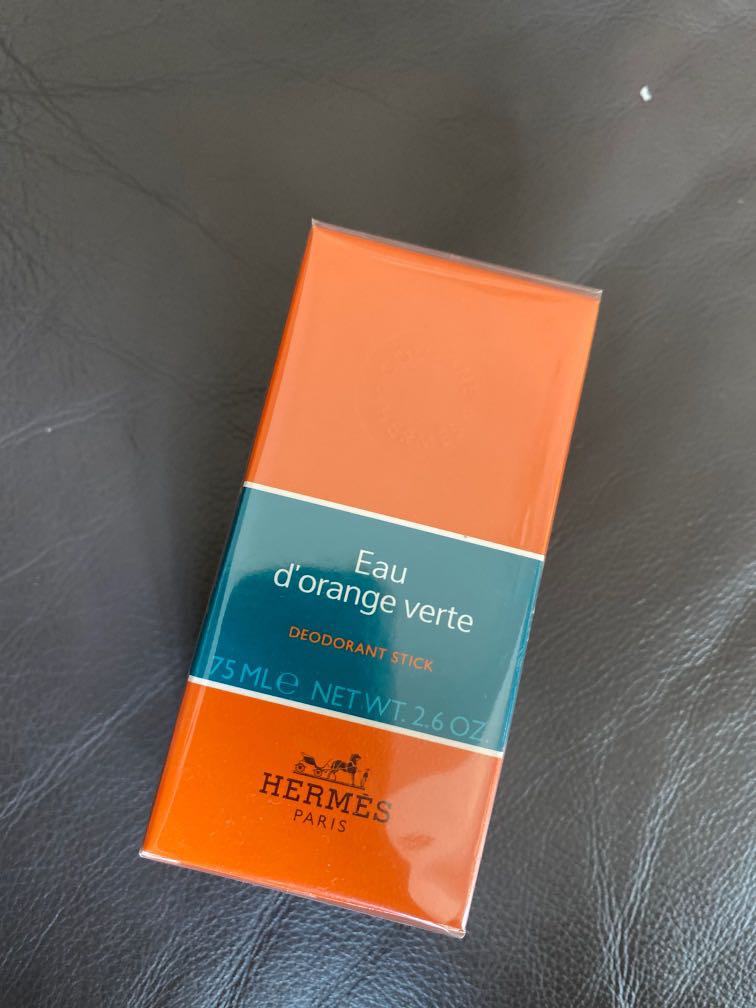 Eau
d'orange verte
DEODORANT STICK
75 ML ℮ NET WT. 2.6 OZ.
HERMÈS
PARIS